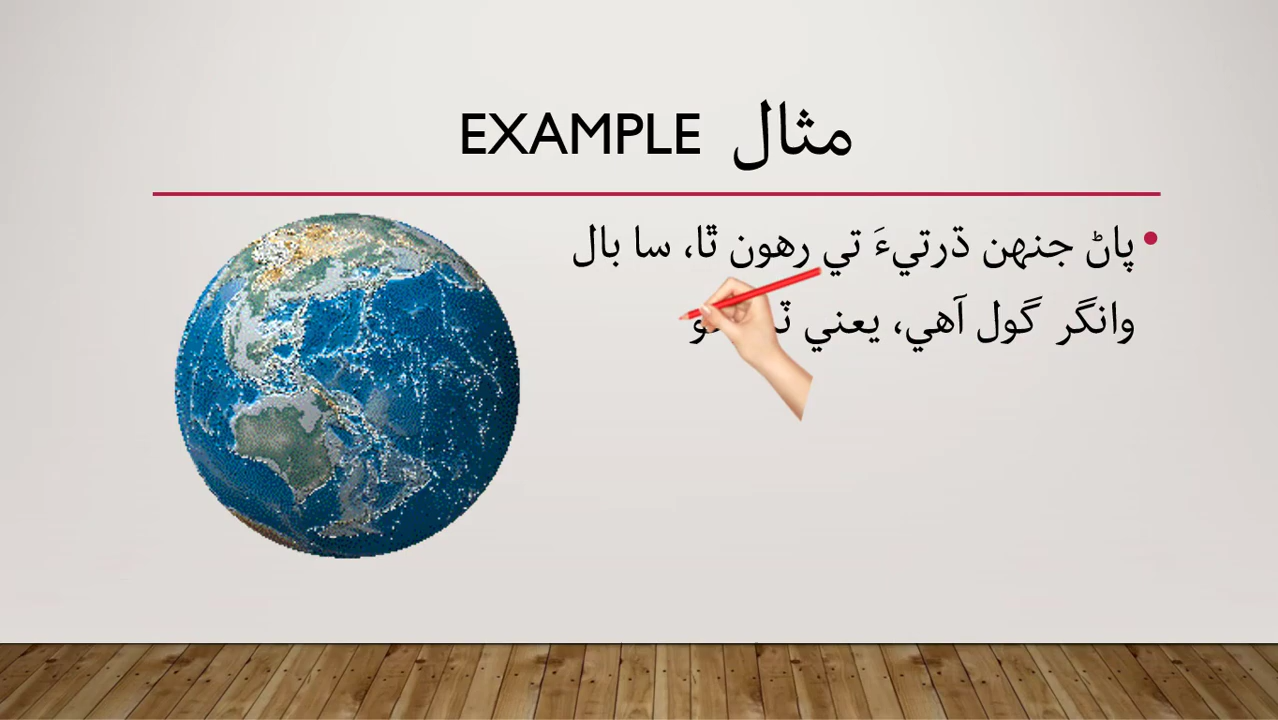 مثال EXAMPLE
پاڻ جنهن ڌرتيءَ تي رهون ٿا، سا بال
وانگر گول آهي، يعني